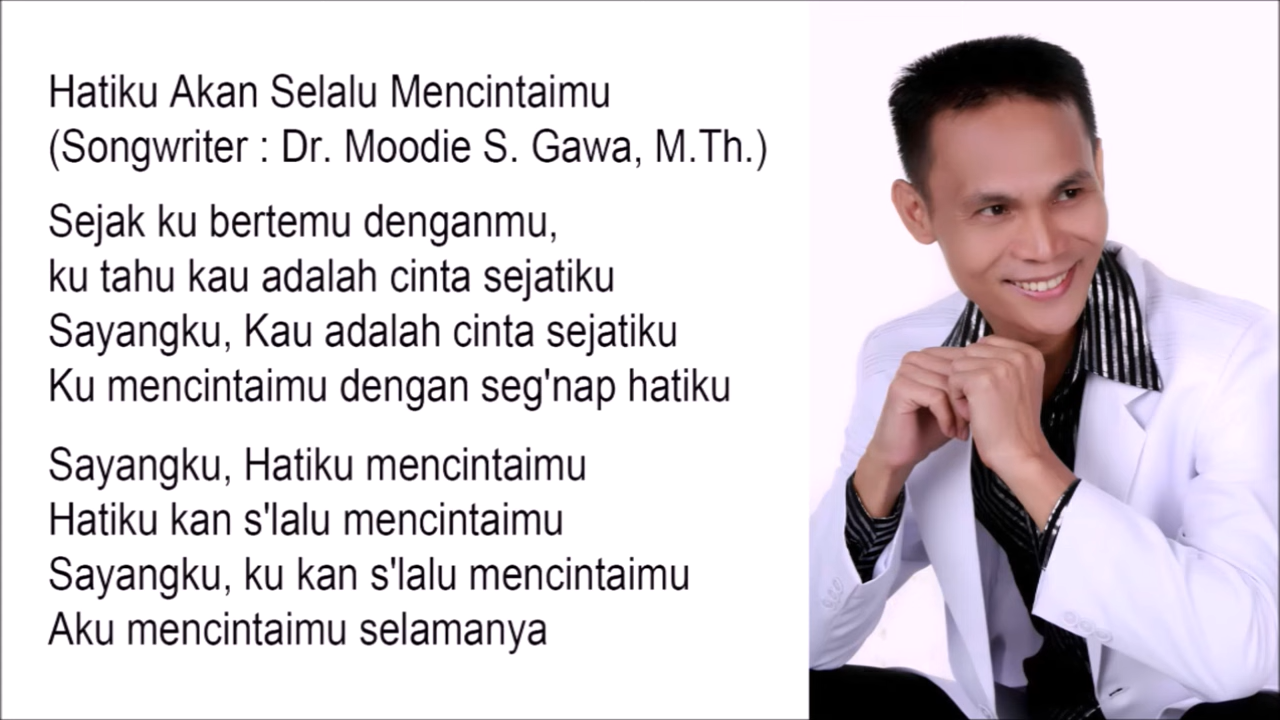 Hatiku Akan Selalu Mencintaimu
(Songwriter : Dr. Moodie S. Gawa, M.Th.)
Sejak ku bertemu denganmu,
ku tahu kau adalah cinta sejatiku
Sayangku, Kau adalah cinta sejatiku
Ku mencintaimu dengan seg'nap hatiku
Sayangku, Hatiku mencintaimu
Hatiku kan s'lalu mencintaimu
Sayangku, ku kan s'lalu mencintaimu
Aku mencintaimu selamanya